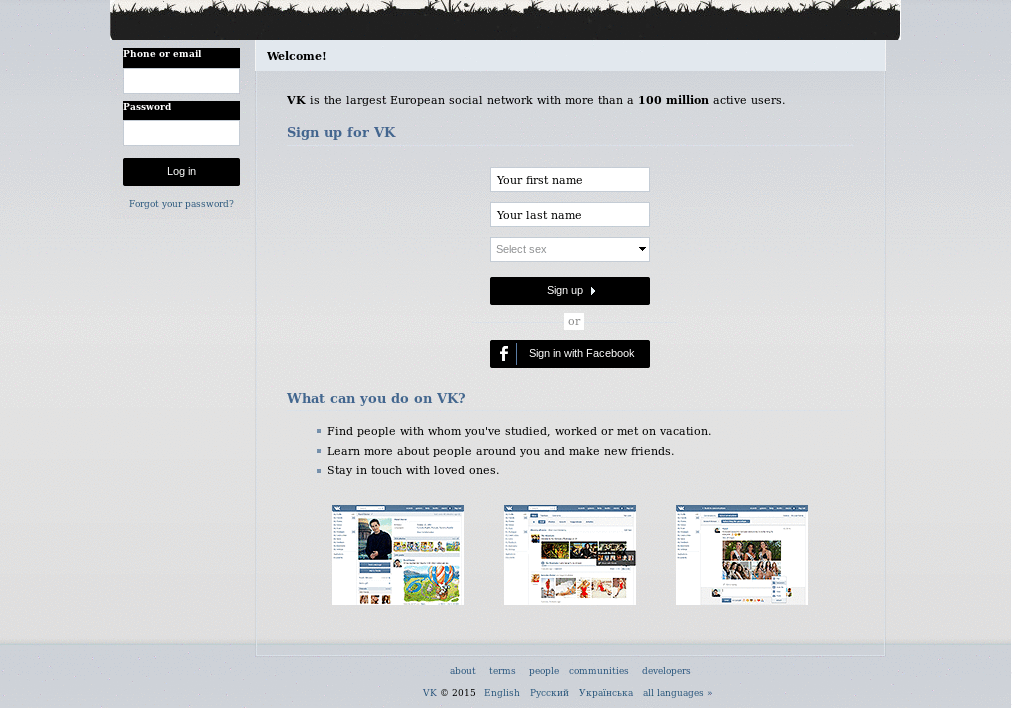 Phone or email
Password
Log in
Forgot your password?
Welcome!
VK is the largest European social network with more than a 100 million active users.
Sign up for VK
Your first name
Your last name
Select sex
Sign up
or
f Sign in with Facebook
What can you do on VK?
Find people with whom you've studied, worked or met on vacation.
Learn more about people around you and make new friends.
Stay in touch with loved ones.
about terms people communities developers
VK © 2015 English Русский Українська all languages »